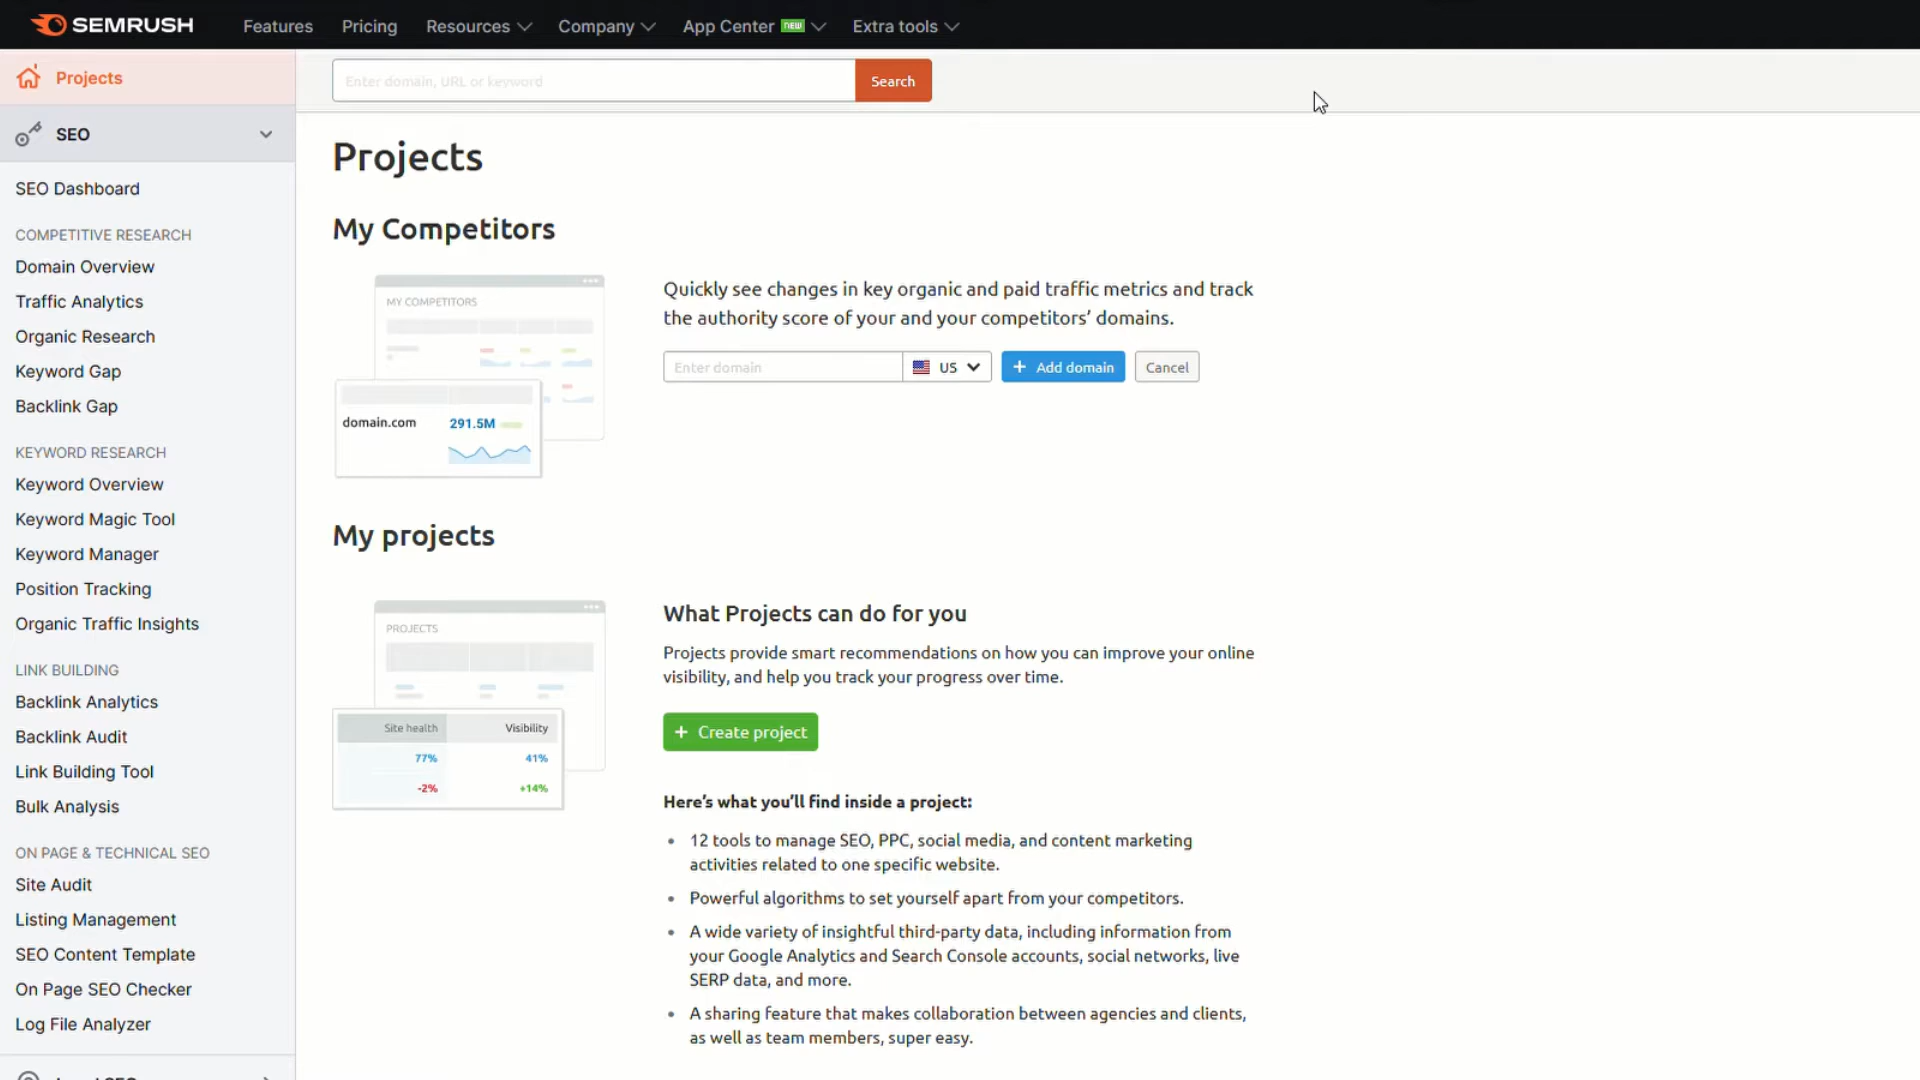 SEMRUSH
Features
Pricing
Resources
Company
App Center NEW
Extra tools
Projects
Enter domain, URL or keyword
Search
SEO
SEO Dashboard
COMPETITIVE RESEARCH
Domain Overview
Traffic Analytics
Organic Research
Keyword Gap
Backlink Gap
KEYWORD RESEARCH
Keyword Overview
Keyword Magic Tool
Keyword Manager
Position Tracking
Organic Traffic Insights
LINK BUILDING
Backlink Analytics
Backlink Audit
Link Building Tool
Bulk Analysis
ON PAGE & TECHNICAL SEO
Site Audit
Listing Management
SEO Content Template
On Page SEO Checker
Log File Analyzer
Projects
My Competitors
MY COMPETITORS
domain.com 291.5M
Quickly see changes in key organic and paid traffic metrics and track
the authority score of your and your competitors’ domains.
Enter domain
US
+ Add domain
Cancel
My projects
PROJECTS
Site health Visibility
77% 41%
-2% +14%
What Projects can do for you
Projects provide smart recommendations on how you can improve your online
visibility, and help you track your progress over time.
+ Create project
Here’s what you’ll find inside a project:
• 12 tools to manage SEO, PPC, social media, and content marketing
activities related to one specific website.
• Powerful algorithms to set yourself apart from your competitors.
• A wide variety of insightful third-party data, including information from
your Google Analytics and Search Console accounts, social networks, live
SERP data, and more.
• A sharing feature that makes collaboration between agencies and clients,
as well as team members, super easy.